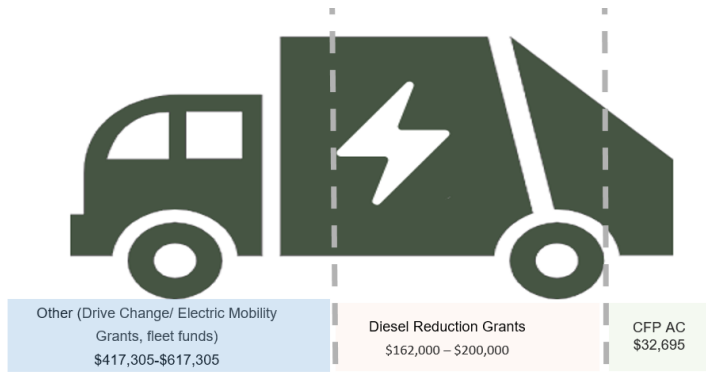 Other (Drive Change/ Electric Mobility
Grants, fleet funds)
$417,305-$617,305
Diesel Reduction Grants
$162,000 – $200,000
CFP AC
$32,695